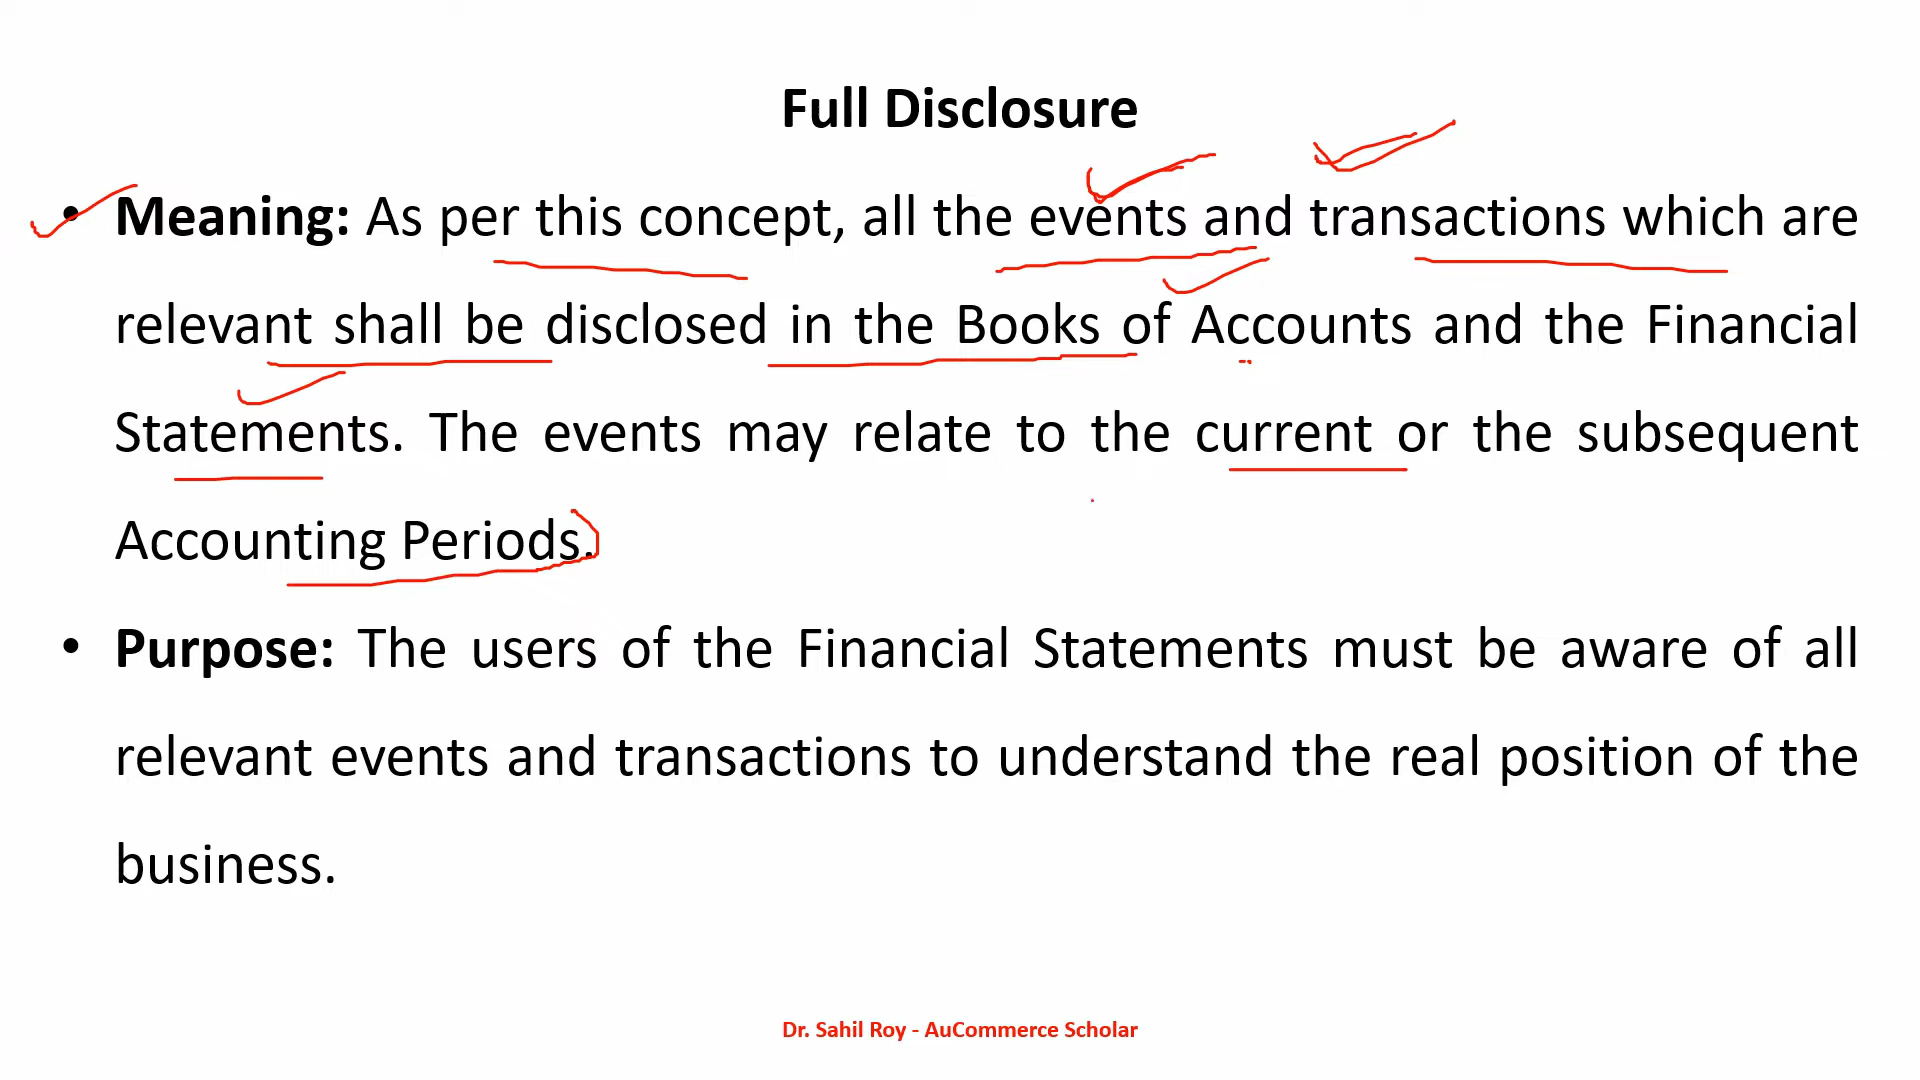 Full Disclosure
• Meaning: As per this concept, all the events and transactions which are
relevant shall be disclosed in the Books of Accounts and the Financial
Statements. The events may relate to the current or the subsequent
Accounting Periods.
• Purpose: The users of the Financial Statements must be aware of all
relevant events and transactions to understand the real position of the
business.
Dr. Sahil Roy - AuCommerce Scholar